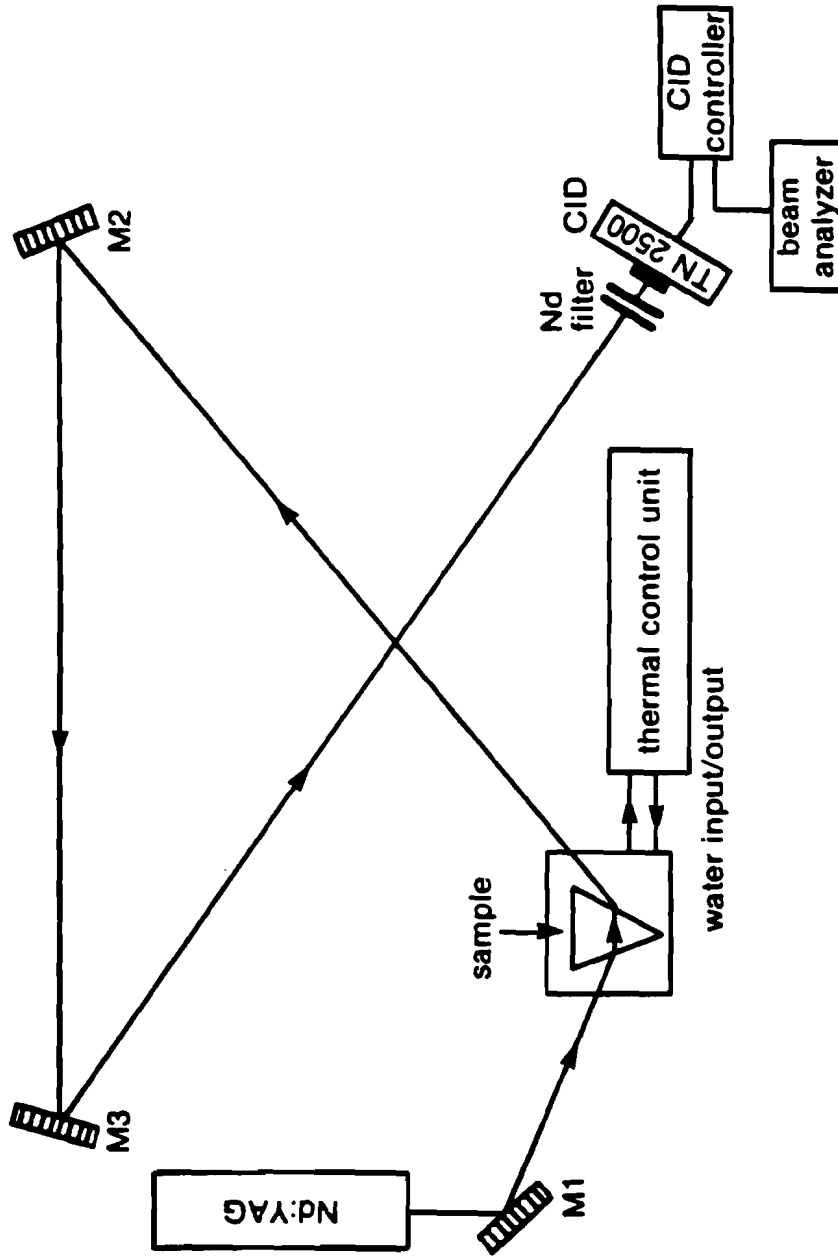 M2
M3
CID
TN 2500
Nd
filter
CID
controller
beam
analyzer
Nd:YAG
M1
sample
thermal control unit
water input/output